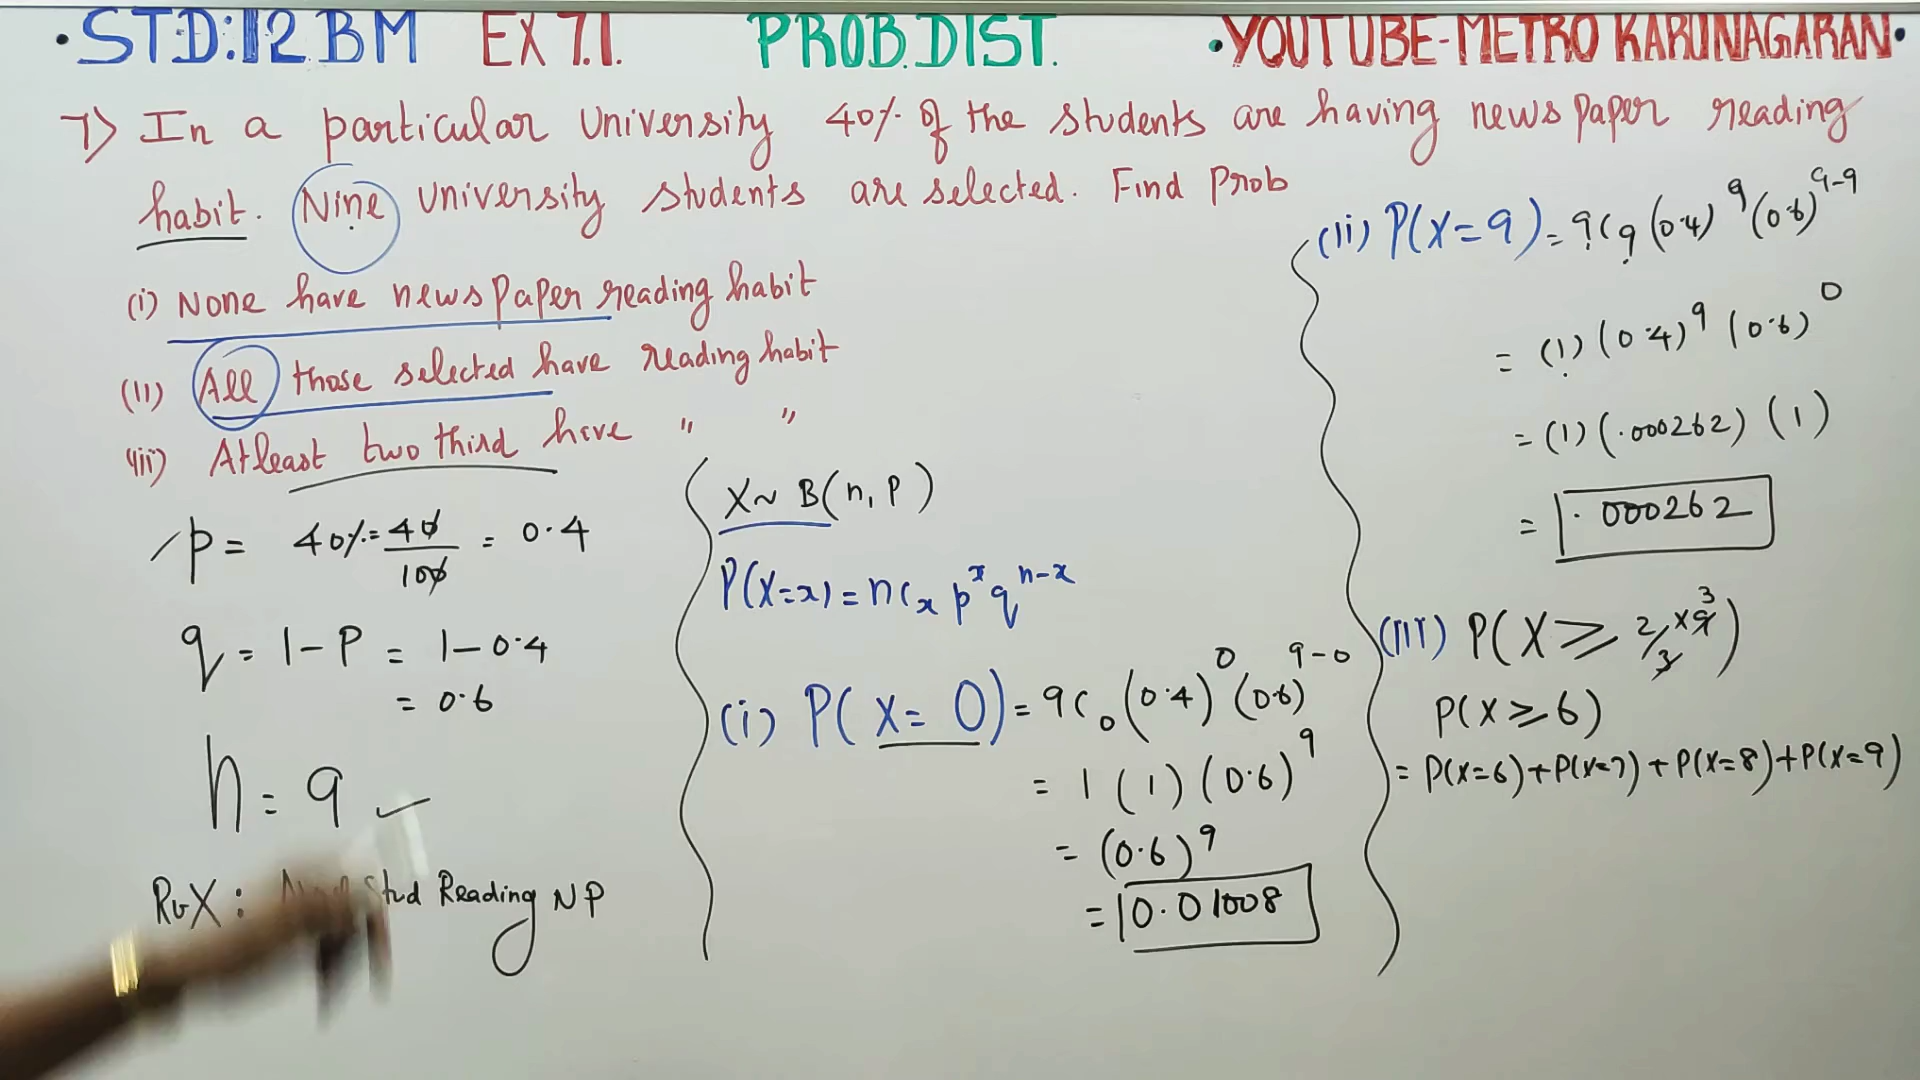 • STD:12.BM EX 7.1. PROB.DIST. • YOUTUBE-METRO KARUNAGARAN •
7) In a particular University 40% of the students are having news paper reading
habit. Nine University students are selected. Find Prob
(i) None have news paper reading habit
(ii) All those selected have reading habit
(iii) Atleast two third have " "
p = 40% = 40/100 = 0.4
q = 1-P = 1-0.4
= 0.6
n = 9
RvX : Stud Reading NP
X~ B(n, P)
P(X=x) = nCx p^x q^n-x
(i) P(X=0) = 9C0 (0.4)^0 (0.6)^9-0
= 1 (1) (0.6)^9
= (0.6)^9
= 0.01008
(ii) P(X=9) = 9C9 (0.4)^9 (0.6)^9-9
= (1) (0.4)^9 (0.6)^0
= (1) (.000262) (1)
= .000262
(III) P(X ≥ 2/3 x 9 3)
P(X ≥ 6)
= P(X=6)+P(X=7)+P(X=8)+P(X=9)